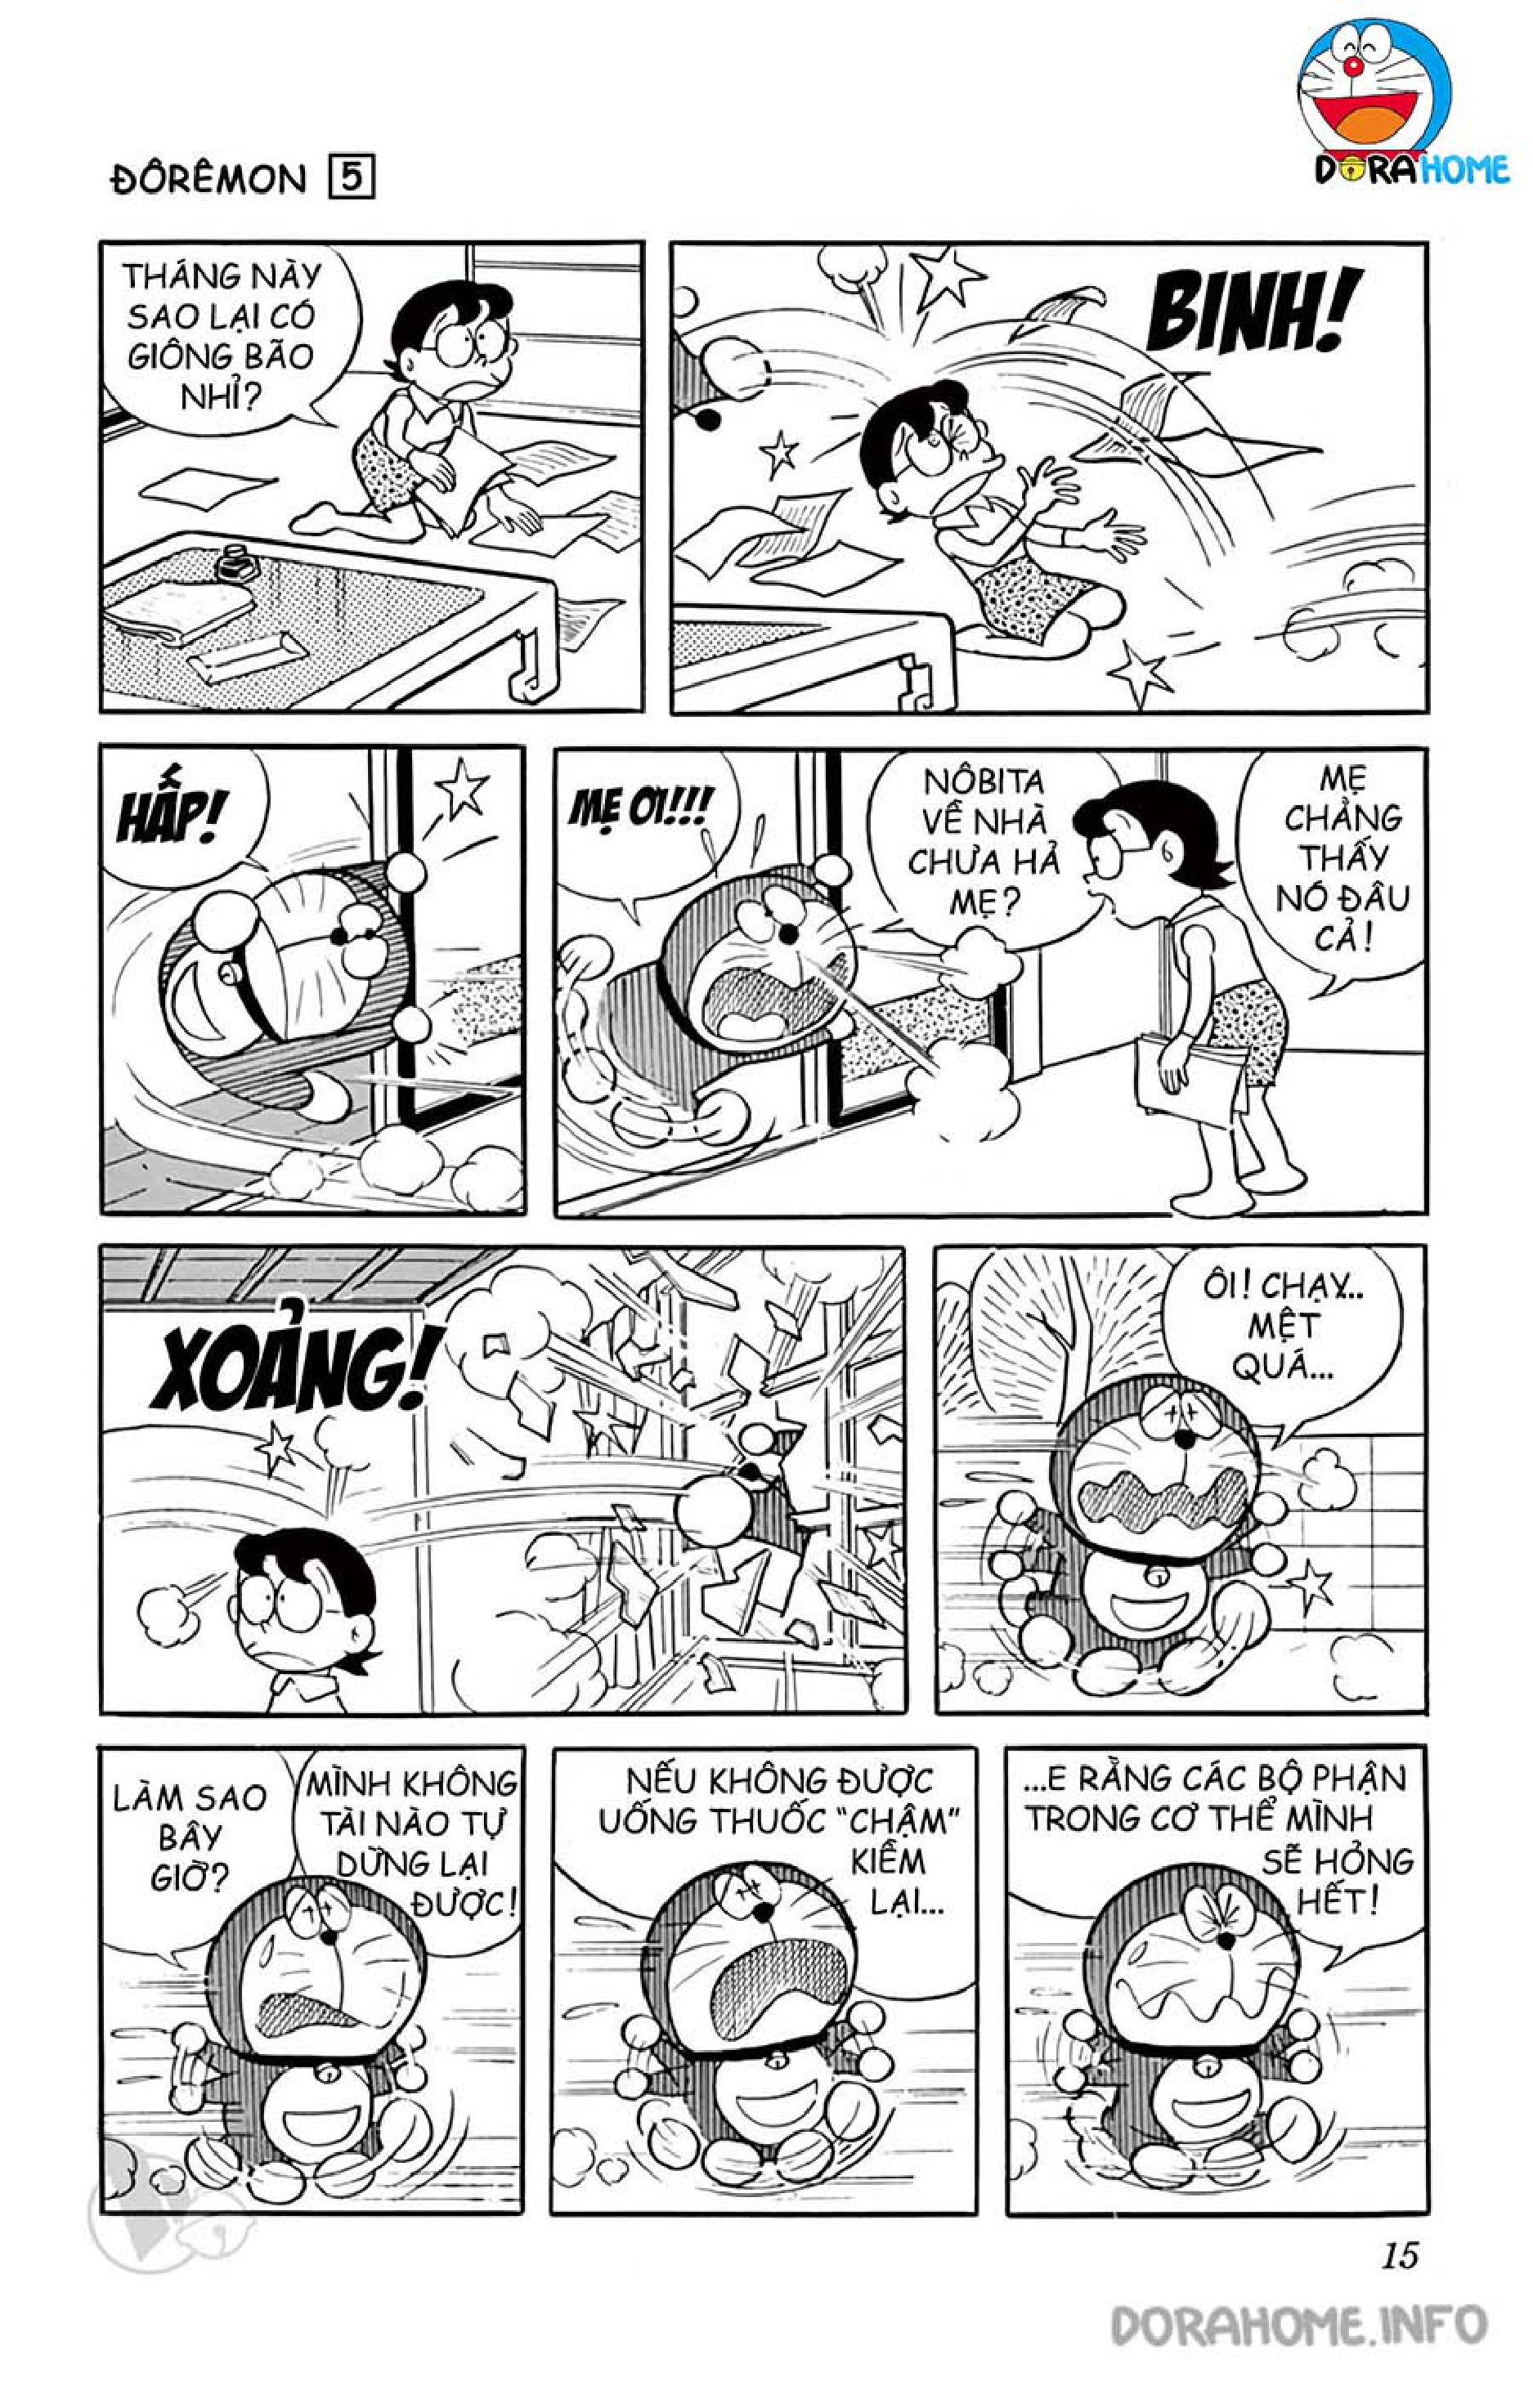 DORAHOME
ĐÔRÊMON 5
THÁNG NÀY
SAO LẠI CÓ
GIÔNG BÃO
NHỈ?
BINH!
HẤP!
MẸ ƠI!!!
NÔBITA
VỀ NHÀ
CHƯA HẢ
MẸ?
MẸ
CHẲNG
THẤY
NÓ ĐÂU
CẢ!
XOẢNG!
ÔI! CHẠY...
MỆT
QUÁ...
LÀM SAO
BÂY
GIỜ?
MÌNH KHÔNG
TÀI NÀO TỰ
DỪNG LẠI
ĐƯỢC!
NẾU KHÔNG ĐƯỢC
UỐNG THUỐC "CHẬM"
KIỀM
LẠI...
...E RẰNG CÁC BỘ PHẬN
TRONG CƠ THỂ MÌNH
SẼ HỎNG
HẾT!
15
DORAHOME.INFO